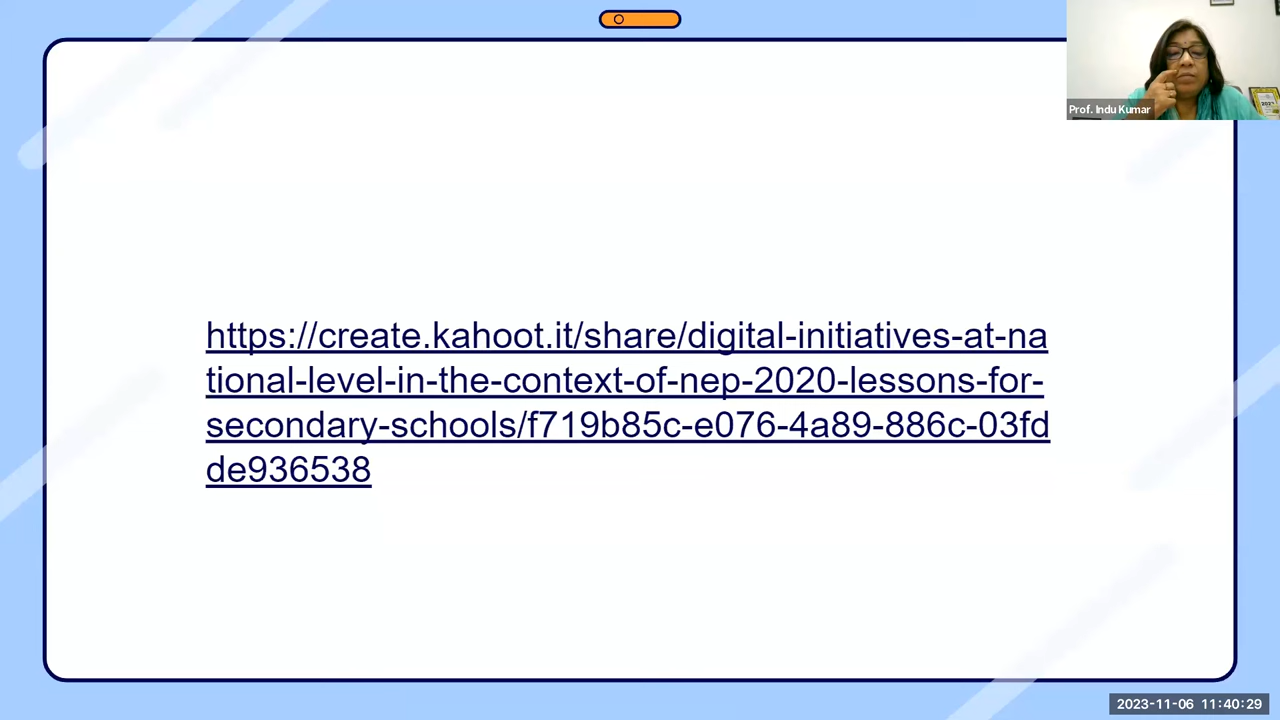 Prof. Indu Kumar
https://create.kahoot.it/share/digital-initiatives-at-na
tional-level-in-the-context-of-nep-2020-lessons-for-
secondary-schools/f719b85c-e076-4a89-886c-03fd
de936538
2023-11-06 11:40:29